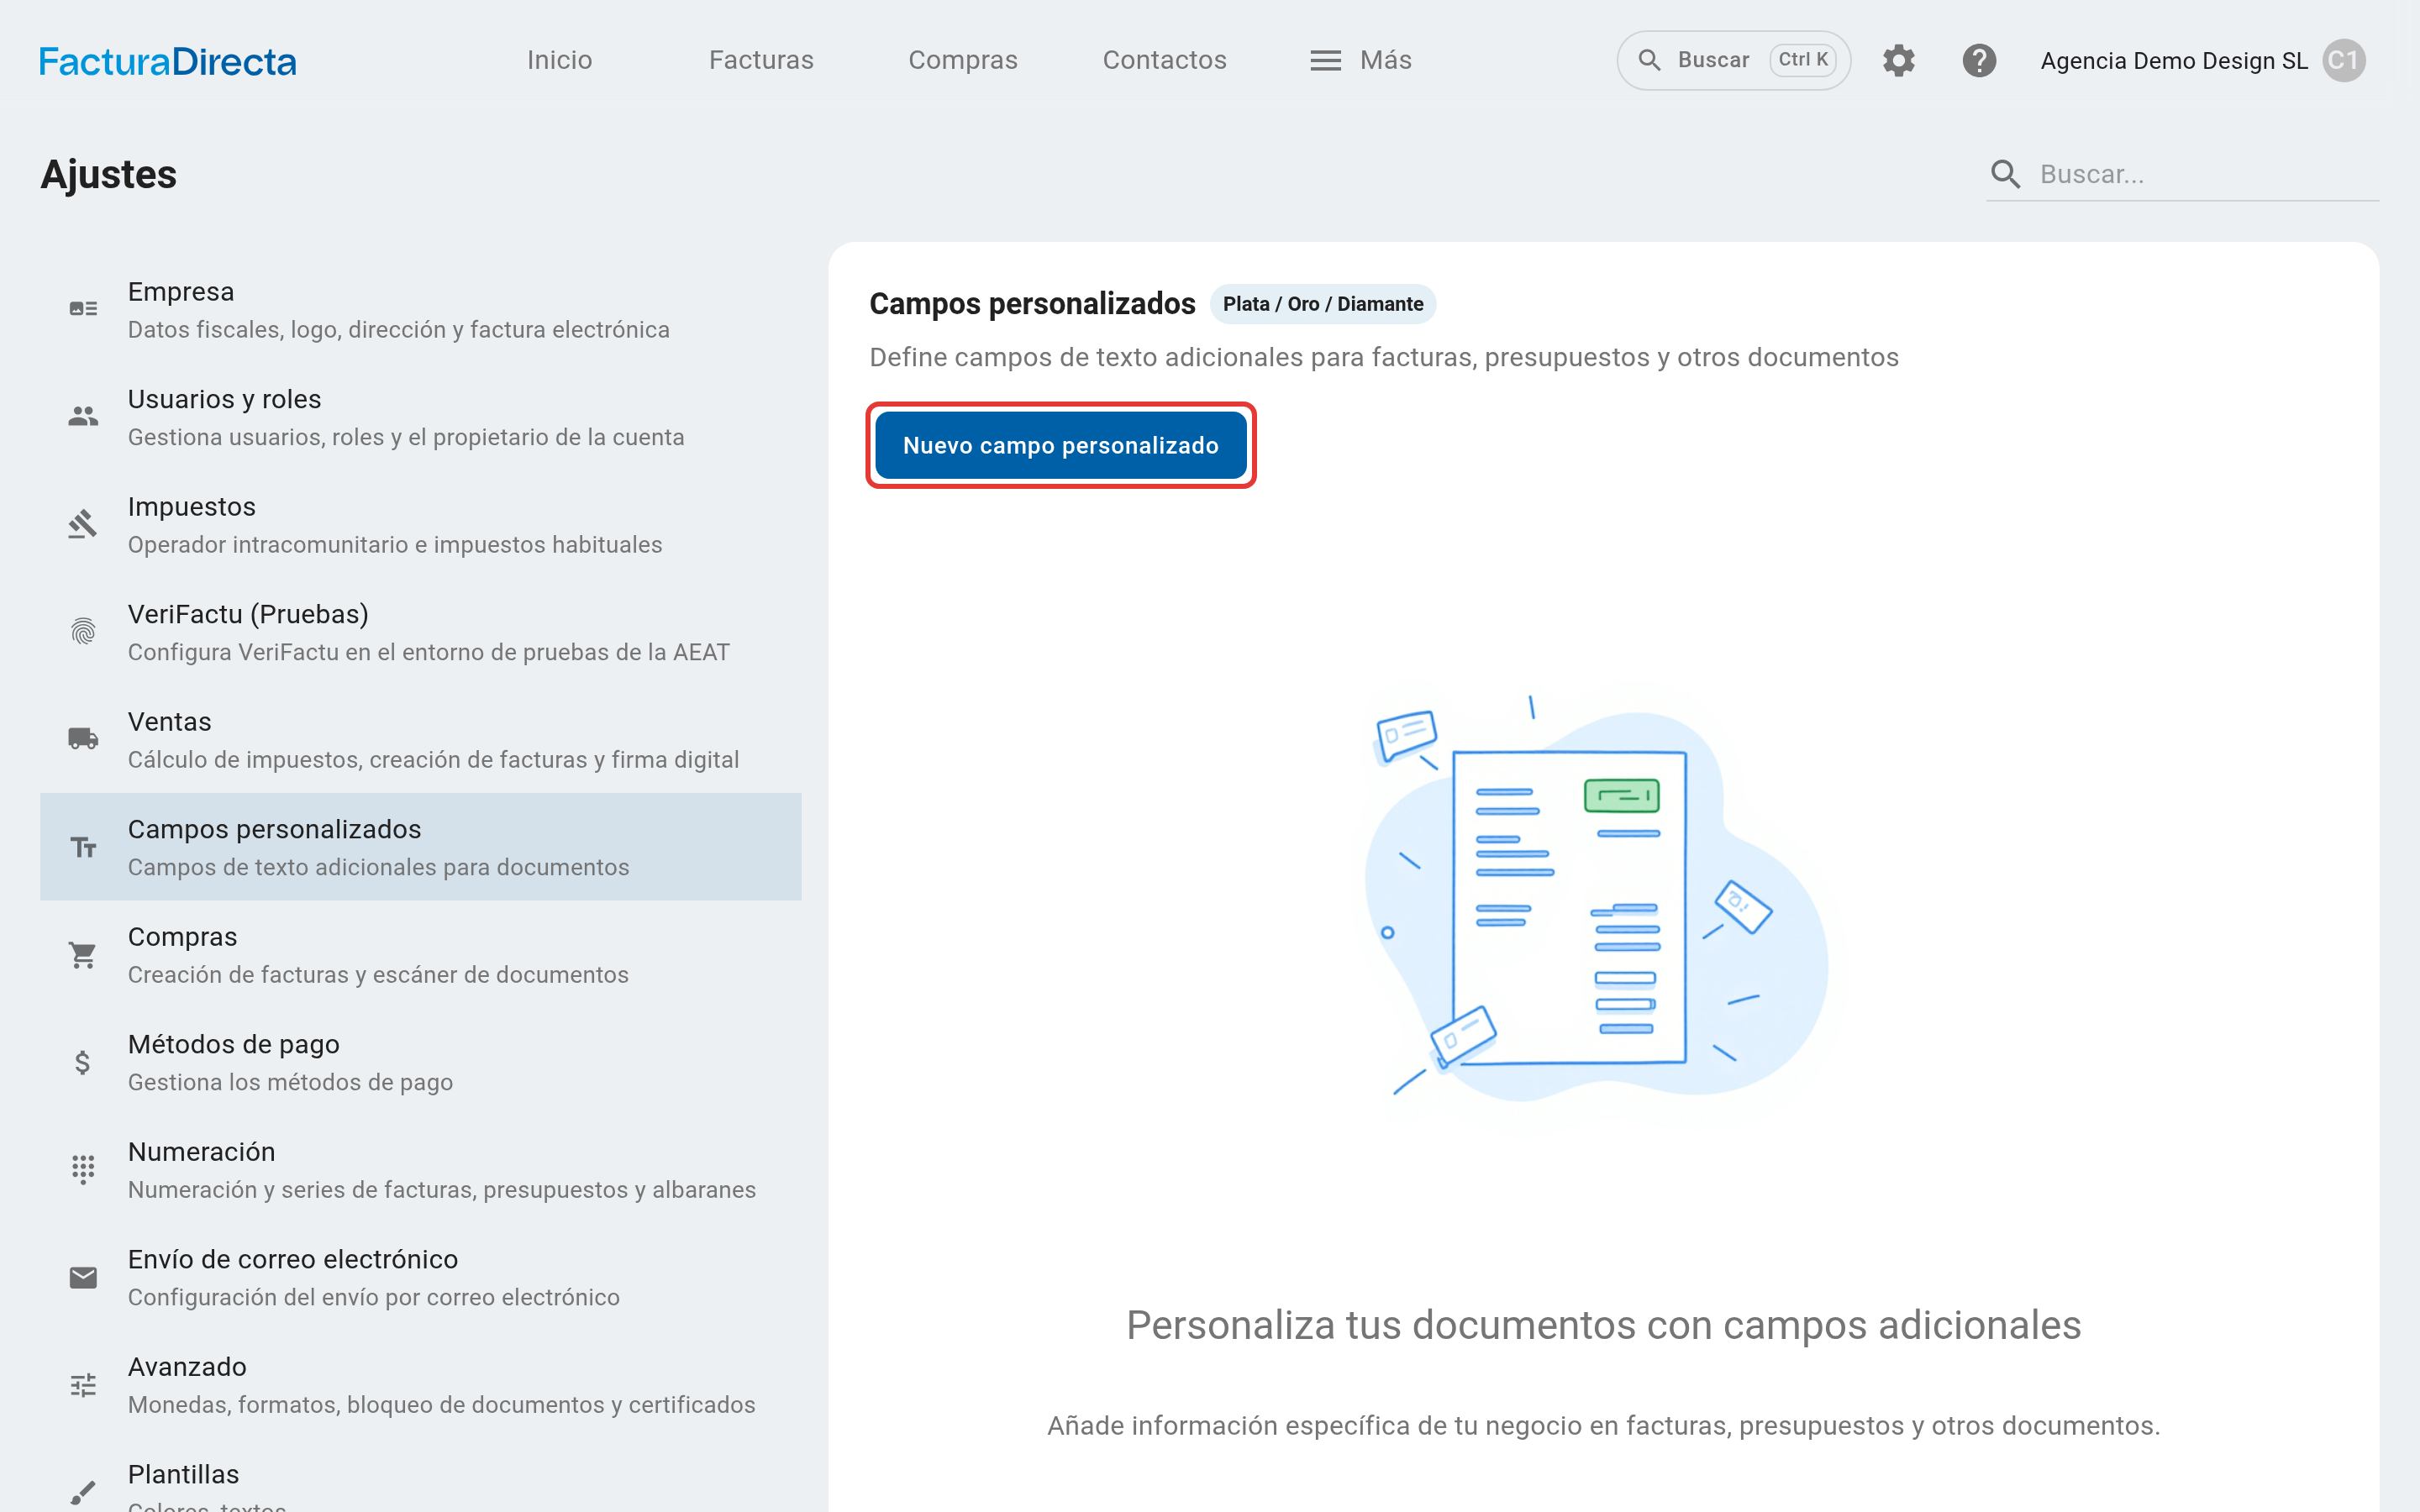 FacturaDirecta
Inicio
Facturas
Compras
Contactos
Más
Buscar
Ctrl K
Agencia Demo Design SL
C1
Ajustes
Buscar...
Empresa
Datos fiscales, logo, dirección y factura electrónica
Usuarios y roles
Gestiona usuarios, roles y el propietario de la cuenta
Impuestos
Operador intracomunitario e impuestos habituales
VeriFactu (Pruebas)
Configura VeriFactu en el entorno de pruebas de la AEAT
Ventas
Cálculo de impuestos, creación de facturas y firma digital
Campos personalizados
Campos de texto adicionales para documentos
Compras
Creación de facturas y escáner de documentos
Métodos de pago
Gestiona los métodos de pago
Numeración
Numeración y series de facturas, presupuestos y albaranes
Envío de correo electrónico
Configuración del envío por correo electrónico
Avanzado
Monedas, formatos, bloqueo de documentos y certificados
Plantillas
Colores, textos
Campos personalizados
Plata / Oro / Diamante
Define campos de texto adicionales para facturas, presupuestos y otros documentos
Nuevo campo personalizado
Personaliza tus documentos con campos adicionales
Añade información específica de tu negocio en facturas, presupuestos y otros documentos.